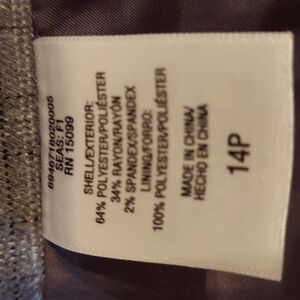 6946718020005
SEAS: F1
RN 15099
SHELL/EXTERIOR:
64% POLYESTER/POLIÉSTER
34% RAYON/RAYÓN
2% SPANDEX/SPANDEX
LINING/FORRO:
100% POLYESTER/POLIÉSTER
MADE IN CHINA/
HECHO EN CHINA
14P